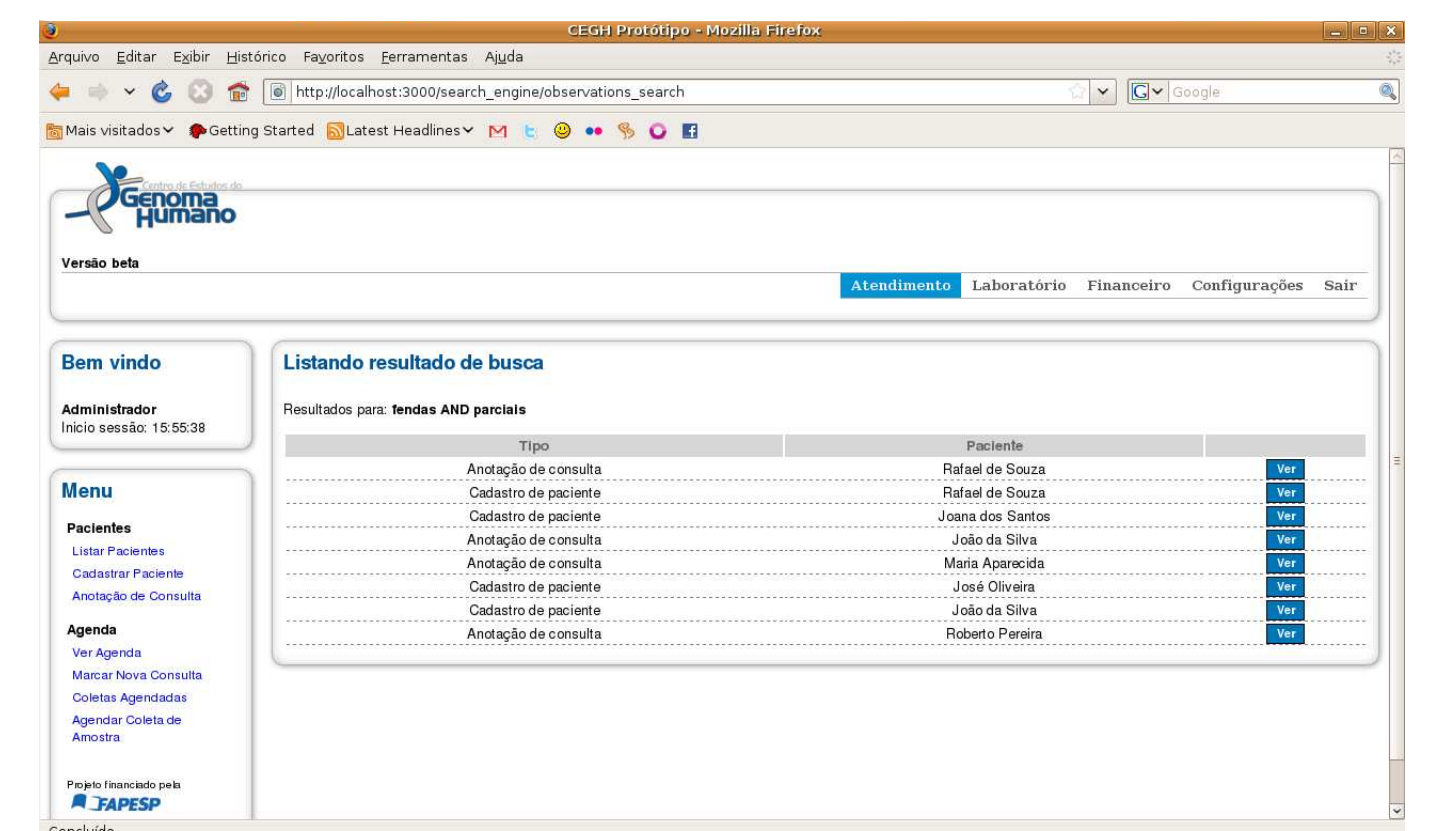 CEGH Protótipo - Mozilla Firefox
Arquivo Editar Exibir Histórico Favoritos Ferramentas Ajuda
http://localhost:3000/search_engine/observations_search
G Google
Mais visitados Getting Started Latest Headlines
Centro de Estudos do
Genoma
Humano
Versão beta
Atendimento Laboratório Financeiro Configurações Sair
Bem vindo
Administrador
Inicio sessão: 15:55:38
Menu
Pacientes
Listar Pacientes
Cadastrar Paciente
Anotação de Consulta
Agenda
Ver Agenda
Marcar Nova Consulta
Coletas Agendadas
Agendar Coleta de
Amostra
Projeto financiado pela
FAPESP
Listando resultado de busca
Resultados para: fendas AND parciais
Tipo Paciente
Anotação de consulta Rafael de Souza Ver
Cadastro de paciente Rafael de Souza Ver
Cadastro de paciente Joana dos Santos Ver
Anotação de consulta João da Silva Ver
Anotação de consulta Maria Aparecida Ver
Cadastro de paciente José Oliveira Ver
Cadastro de paciente João da Silva Ver
Anotação de consulta Roberto Pereira Ver
Concluído